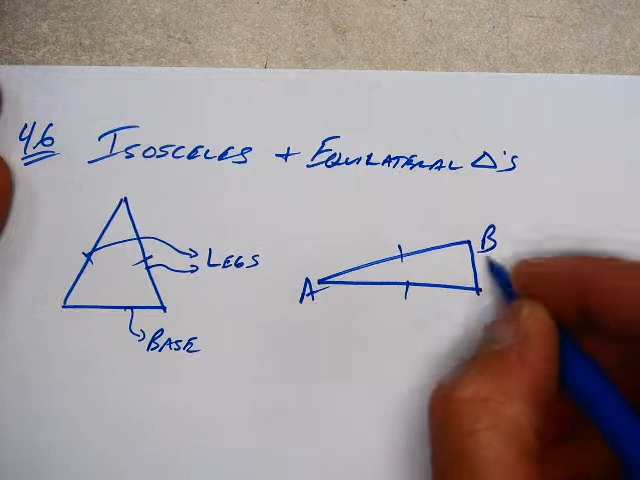 4.6 ISOSCELES + EQUILATERAL Δ'S
LEGS
BASE
A
B